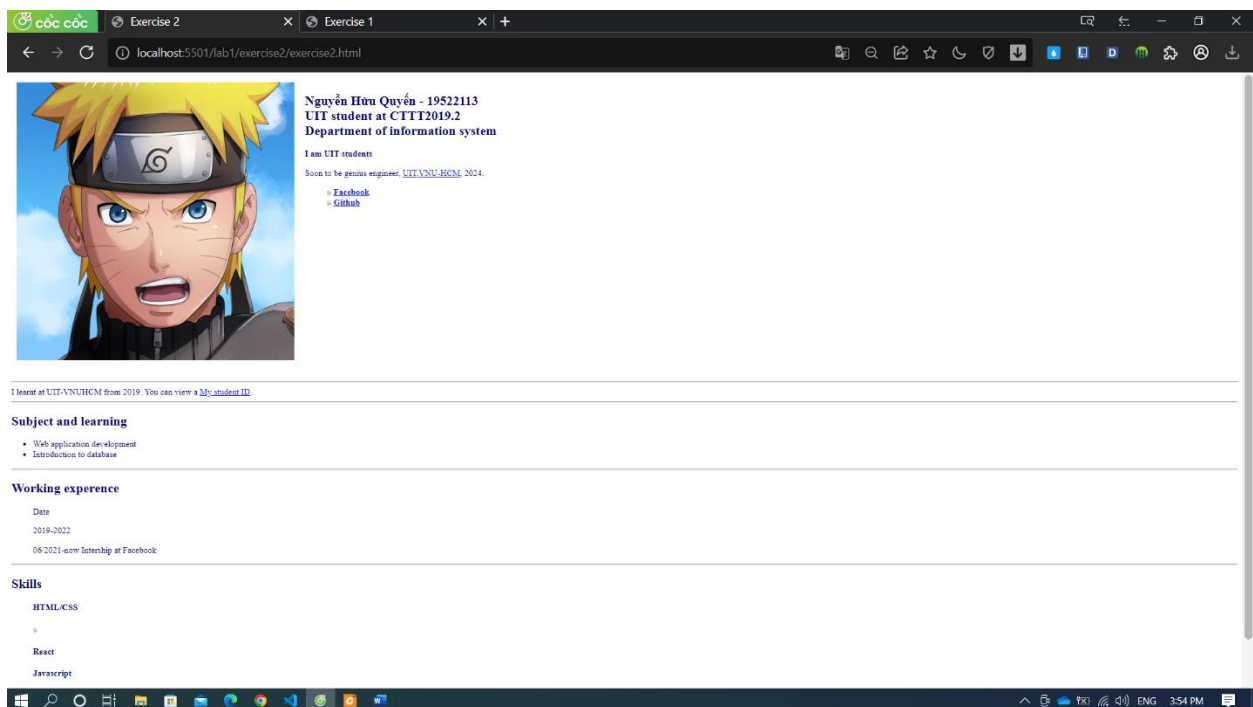 cốc cốc
Exercise 2
Exercise 1
localhost:5501/lab1/exercise2/exercise2.html
Nguyễn Hữu Quyến - 19522113
UIT student at CTTT2019.2
Department of information system
I am UIT students
Soon to be genius engineer, UIT.VNU-HCM, 2024.
Facebook
Github
I learnt at UIT-VNUHCM from 2019. You can view a My student ID.
Subject and learning
Web application development
Introduction to database
Working experence
Date
2019-2022
06/2021-now Intership at Facebook
Skills
HTML/CSS
React
Javascript
ENG 3:54 PM